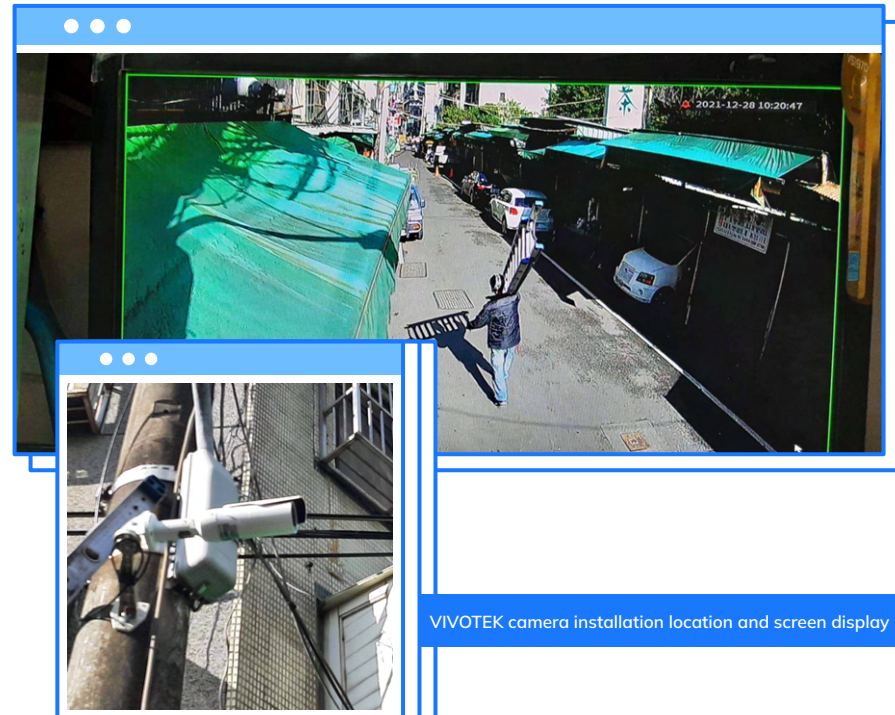 茶
2021-12-28 10:20:47
VIVOTEK camera installation location and screen display